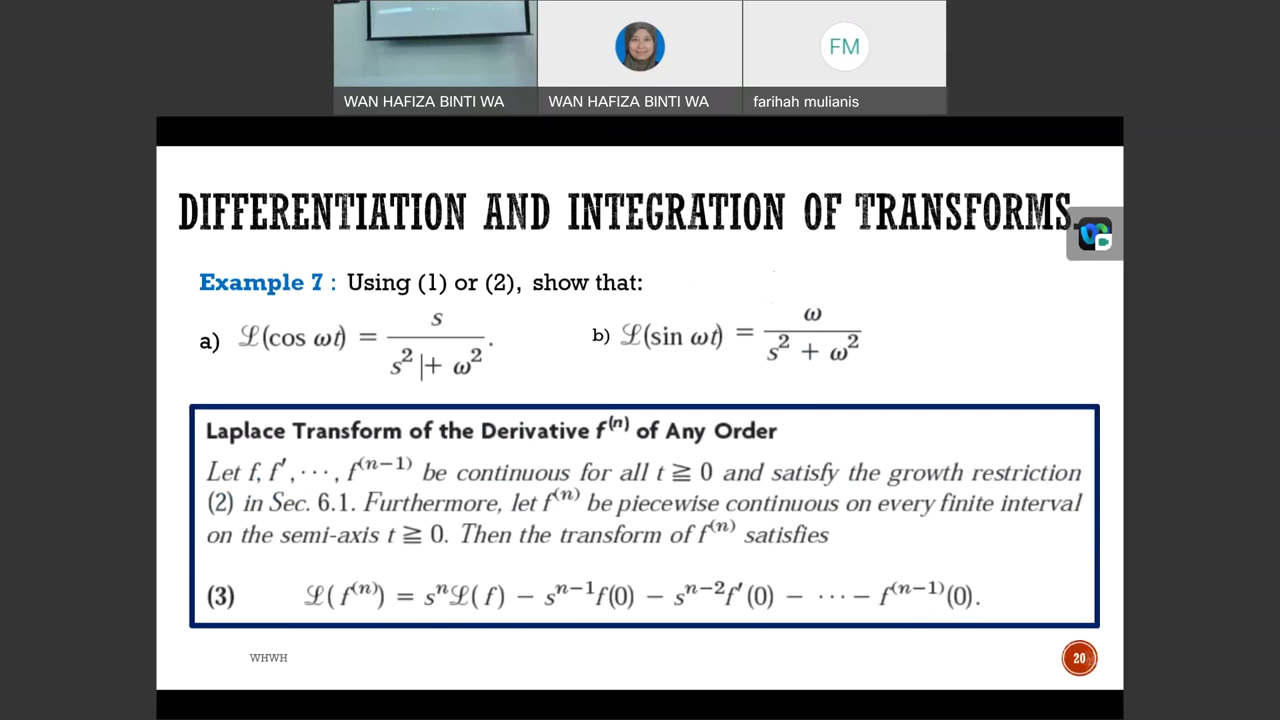 FM
WAN HAFIZA BINTI WA
WAN HAFIZA BINTI WA
farihah mulianis
DIFFERENTIATION AND INTEGRATION OF TRANSFORMS.
Example 7 : Using (1) or (2), show that:
a) ℒ(cos ωt) = s / (s² + ω²).
b) ℒ(sin ωt) = ω / (s² + ω²)
Laplace Transform of the Derivative f⁽ⁿ⁾ of Any Order
Let f, f′, ⋯, f⁽ⁿ⁻¹⁾ be continuous for all t ≧ 0 and satisfy the growth restriction
(2) in Sec. 6.1. Furthermore, let f⁽ⁿ⁾ be piecewise continuous on every finite interval
on the semi-axis t ≧ 0. Then the transform of f⁽ⁿ⁾ satisfies
(3) ℒ(f⁽ⁿ⁾) = sⁿℒ(f) − sⁿ⁻¹f(0) − sⁿ⁻²f′(0) − ⋯ − f⁽ⁿ⁻¹⁾(0).
WHWH
20